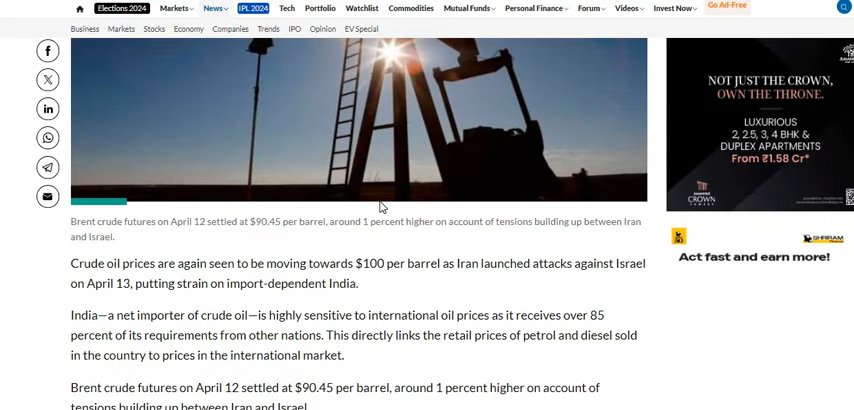 Elections 2024 Markets News IPL 2024 Tech Portfolio Watchlist Commodities Mutual Funds Personal Finance Forum Videos Invest Now Go Ad-Free
Business Markets Stocks Economy Companies Trends IPO Opinion EV Special
NOT JUST THE CROWN,
OWN THE THRONE.
LUXURIOUS
2, 2.5, 3, 4 BHK &
DUPLEX APARTMENTS
From ₹1.58 Cr*
CROWN
Brent crude futures on April 12 settled at $90.45 per barrel, around 1 percent higher on account of tensions building up between Iran
and Israel.
SHRIRAM
Act fast and earn more!
Crude oil prices are again seen to be moving towards $100 per barrel as Iran launched attacks against Israel
on April 13, putting strain on import-dependent India.
India—a net importer of crude oil—is highly sensitive to international oil prices as it receives over 85
percent of its requirements from other nations. This directly links the retail prices of petrol and diesel sold
in the country to prices in the international market.
Brent crude futures on April 12 settled at $90.45 per barrel, around 1 percent higher on account of
tensions building up between Iran and Israel.